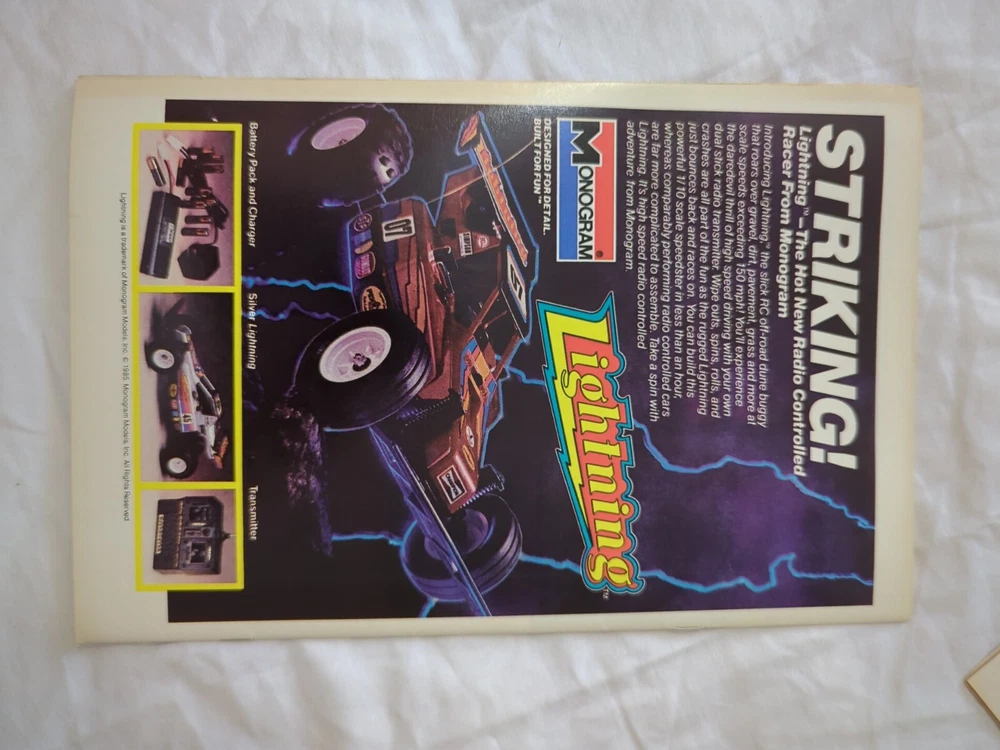 STRIKING!
Lightning™ – The Hot New Radio Controlled
Racer From Monogram
Introducing Lighting™ the slick RC off-road dune buggy
that roars over gravel, dirt, pavement, grass and more at
scale speeds exceeding 150 mph! You'll experience
the daredevil thrill of high speed driving with your own
dual stick radio transmitter. Wipe outs, spins, rolls, and
crashes are all part of the fun as the rugged Lightning
just bounces back and races on. You can build this
powerful 1/10 scale speedster in less than an hour,
whereas comparably performing radio controlled cars
are far more complicated to assemble. Take a spin with
Lightning. It's high speed radio controlled
adventure from Monogram.
MONOGRAM®
DESIGNED FOR DETAIL.
BUILT FOR FUN.™
Lightning™
Battery Pack and Charger
Silver Lightning
Transmitter
Lightning is a trademark of Monogram Models, Inc. © 1985. Monogram Models, Inc. All Rights Reserved